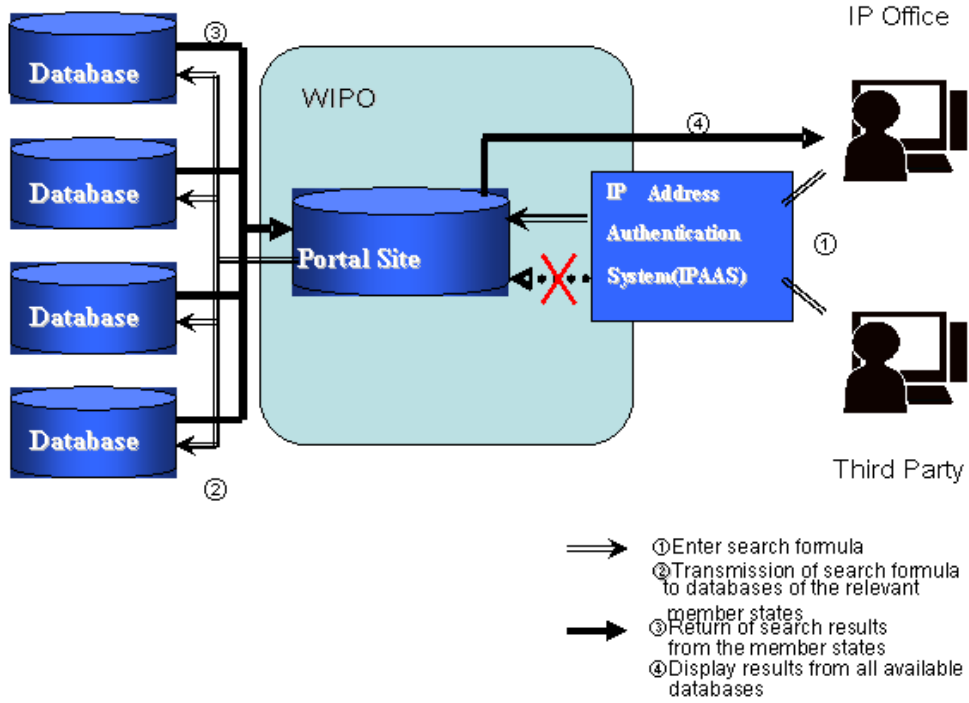 ③
IP Office
Database
WIPO
④
Database
IP Address
Authentication
System(IPAAS)
①
Portal Site
Database
Database
Third Party
②
①Enter search formula
②Transmission of search formula
to databases of the relevant
member states
③Return of search results
from the member states
④Display results from all available
databases